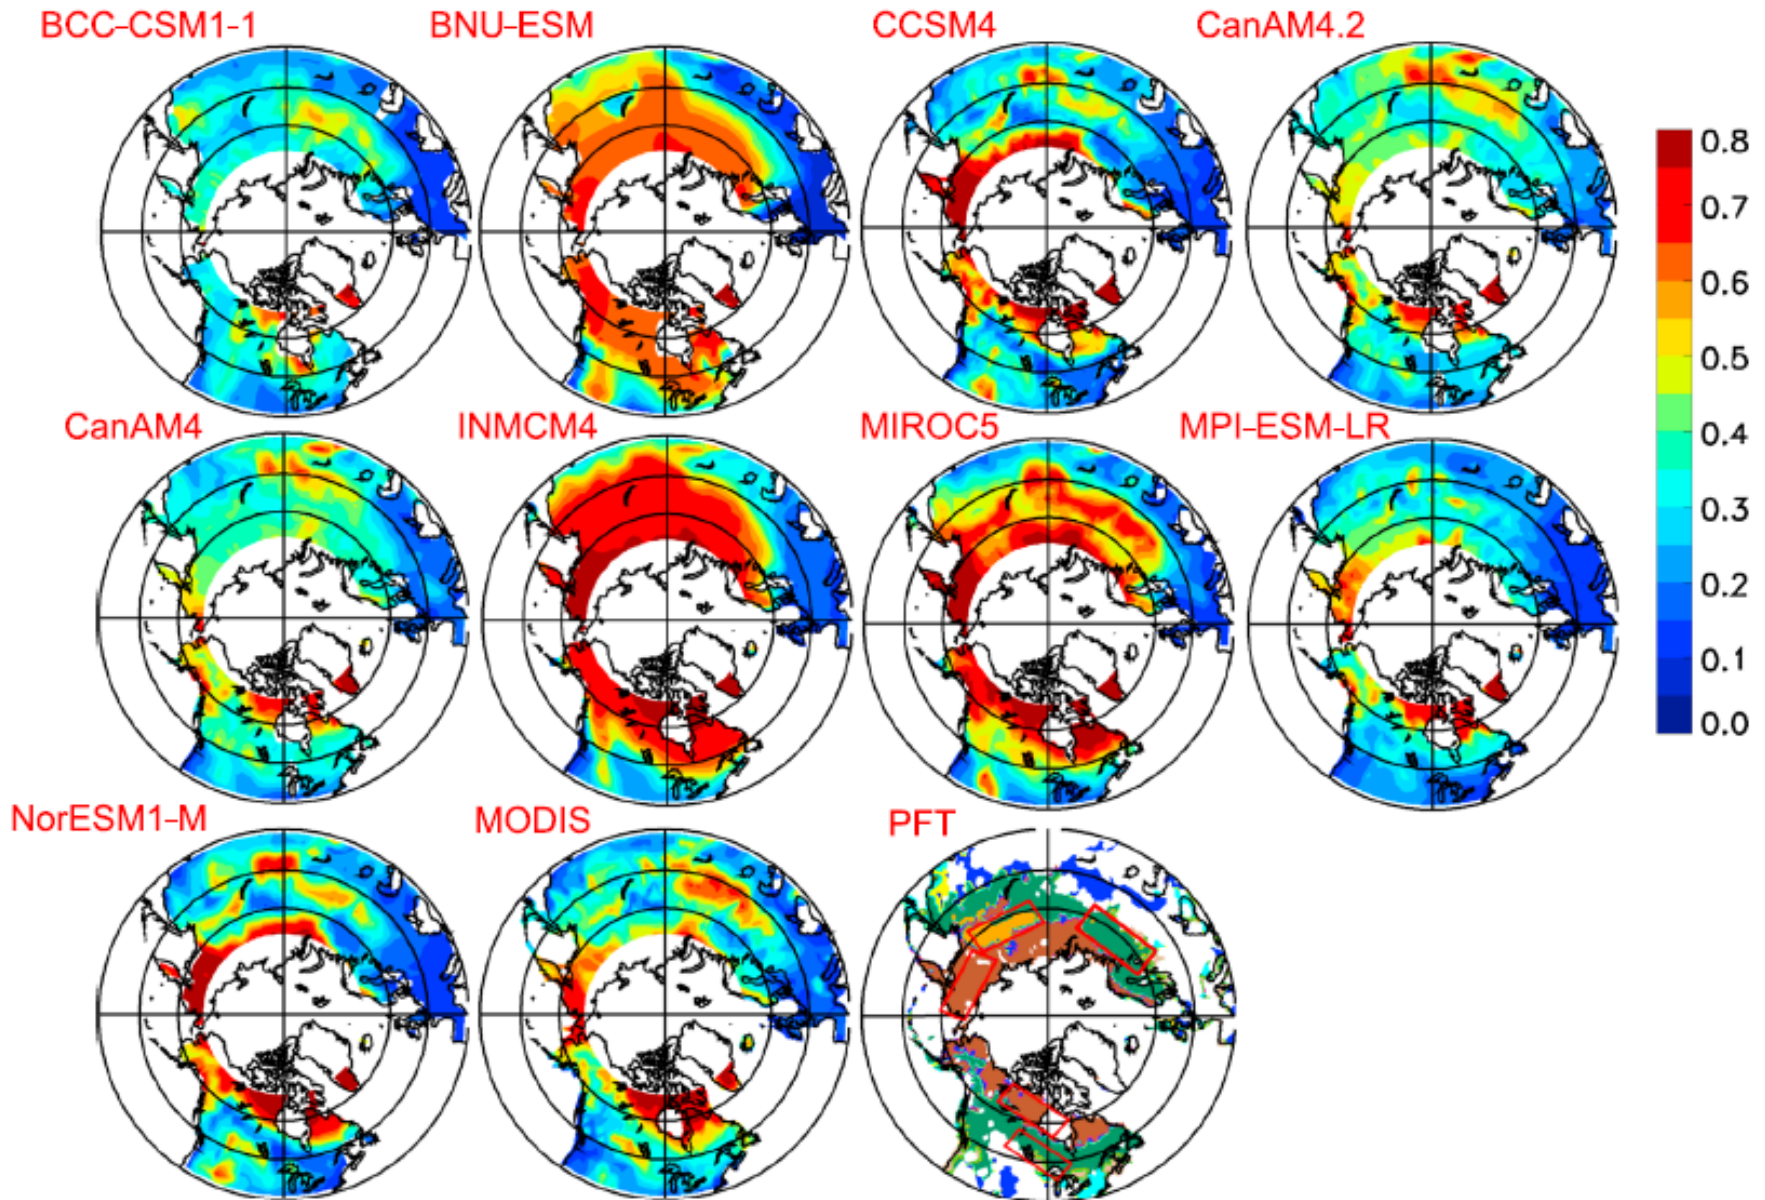 BCC-CSM1-1
BNU-ESM
CCSM4
CanAM4.2
CanAM4
INMCM4
MIROC5
MPI-ESM-LR
NorESM1-M
MODIS
PFT
0.8
0.7
0.6
0.5
0.4
0.3
0.2
0.1
0.0